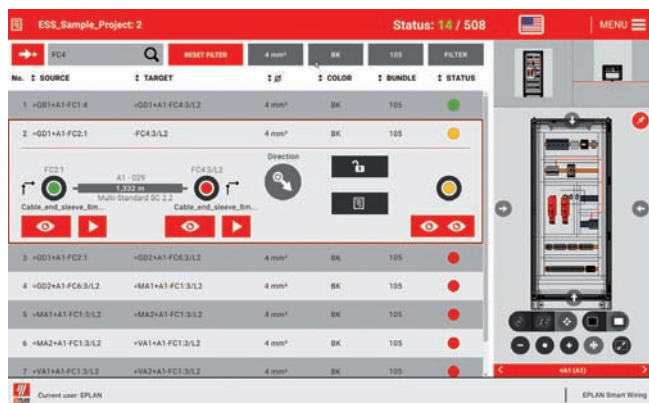 ESS_Sample_Project: 2 Status: 14 / 508 MENU
FC4 RESET FILTER 4 mm² BK 105 FILTER
No. SOURCE TARGET Ø COLOR BUNDLE STATUS
1 =GB1+A1-FC1:4 =GD1+A1-FC4:3/L2 4 mm² BK 105
2 =GD1+A1-FC2:1 -FC4:3/L2 4 mm² BK 105
FC2:1 A1 - 029 FC4:3/L2 Direction
1,332 m
Multi-Standard SC 2.2
Cable_end_sleeve_8m... Cable_end_sleeve_8m...
3 =GD1+A1-FC2:1 =GD2+A1-FC6:3/L2 4 mm² BK 105
4 =GD2+A1-FC6:3/L2 =MA1+A1-FC1:3/L2 4 mm² BK 105
5 =MA1+A1-FC1:3/L2 =MA2+A1-FC1:3/L2 4 mm² BK 105
6 =MA2+A1-FC1:3/L2 =VA1+A1-FC1:3/L2 4 mm² BK 105
7 =VA1+A1-FC1:3/L2 =VA2+A1-FC1:3/L2 4 mm² BK 105
+A1 (A1)
EPLAN Current user: EPLAN EPLAN Smart Wiring